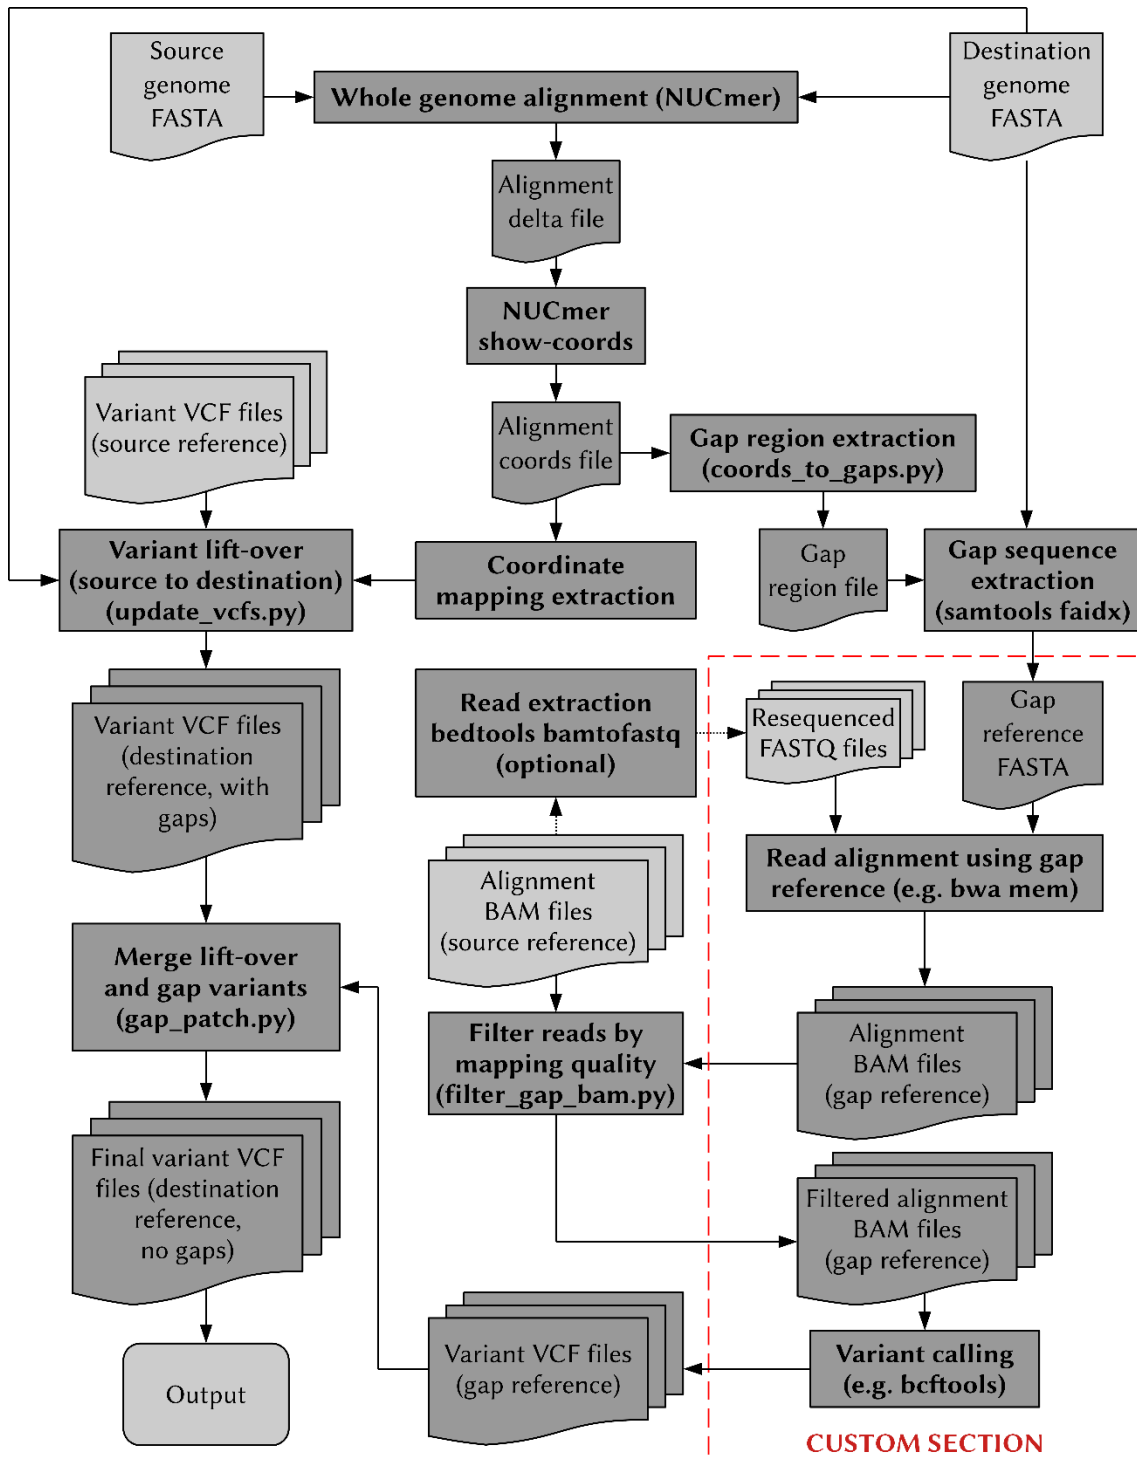 Source
genome
FASTA
Destination
genome
FASTA
Whole genome alignment (NUCmer)
Alignment
delta file
NUCmer
show-coords
Variant VCF files
(source reference)
Alignment
coords file
Gap region extraction
(coords_to_gaps.py)
Variant lift-over
(source to destination)
(update_vcfs.py)
Coordinate
mapping extraction
Gap
region file
Gap sequence
extraction
(samtools faidx)
Variant VCF files
(destination
reference, with
gaps)
Read extraction
bedtools bamtofastq
(optional)
Resequenced
FASTQ files
Gap
reference
FASTA
Alignment
BAM files
(source reference)
Read alignment using gap
reference (e.g. bwa mem)
Merge lift-over
and gap variants
(gap_patch.py)
Filter reads by
mapping quality
(filter_gap_bam.py)
Alignment
BAM files
(gap reference)
Final variant VCF
files (destination
reference,
no gaps)
Filtered alignment
BAM files
(gap reference)
Variant VCF files
(gap reference)
Variant calling
(e.g. bcftools)
Output
CUSTOM SECTION